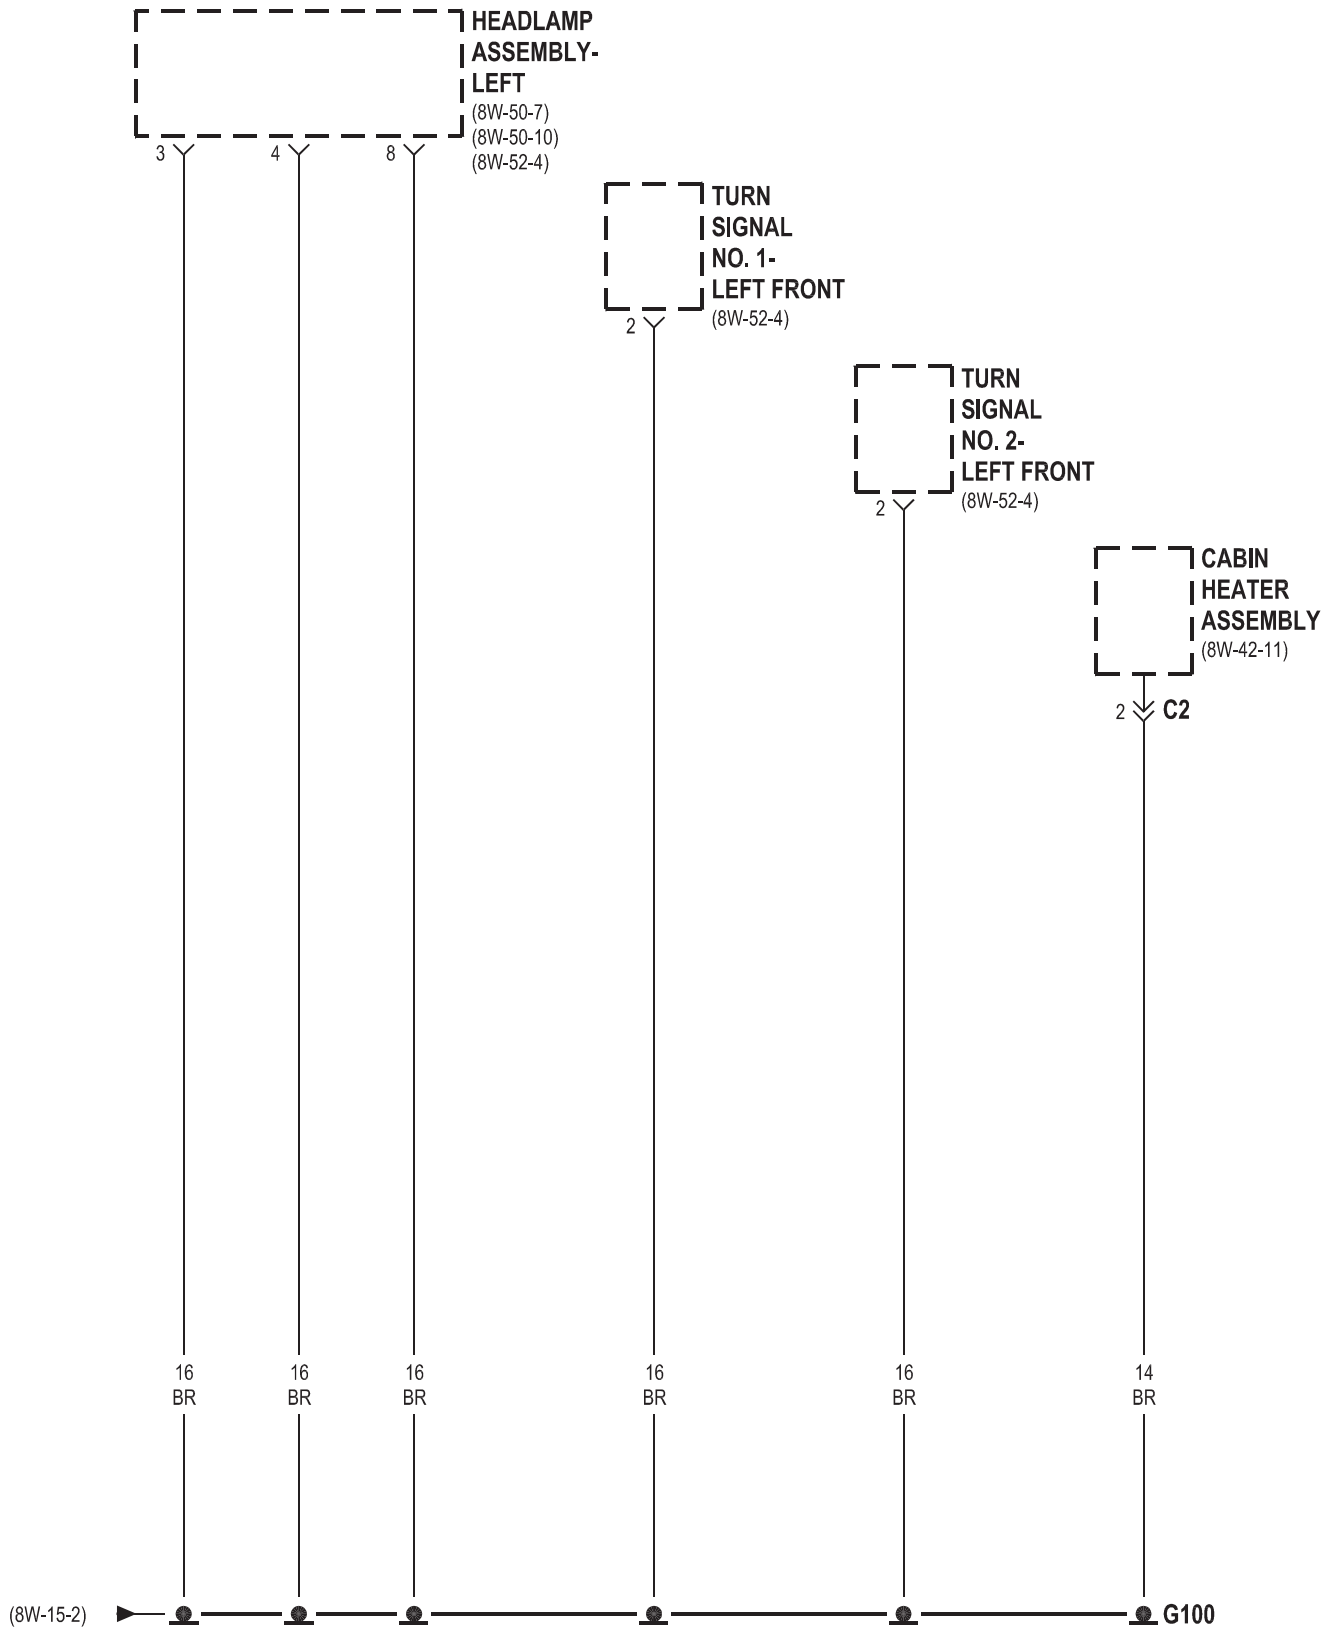 HEADLAMP
ASSEMBLY-
LEFT
(8W-50-7)
(8W-50-10)
(8W-52-4)
3
4
8
TURN
SIGNAL
NO. 1-
LEFT FRONT
(8W-52-4)
2
TURN
SIGNAL
NO. 2-
LEFT FRONT
(8W-52-4)
2
CABIN
HEATER
ASSEMBLY
(8W-42-11)
2
C2
16
BR
16
BR
16
BR
16
BR
16
BR
14
BR
(8W-15-2)
G100